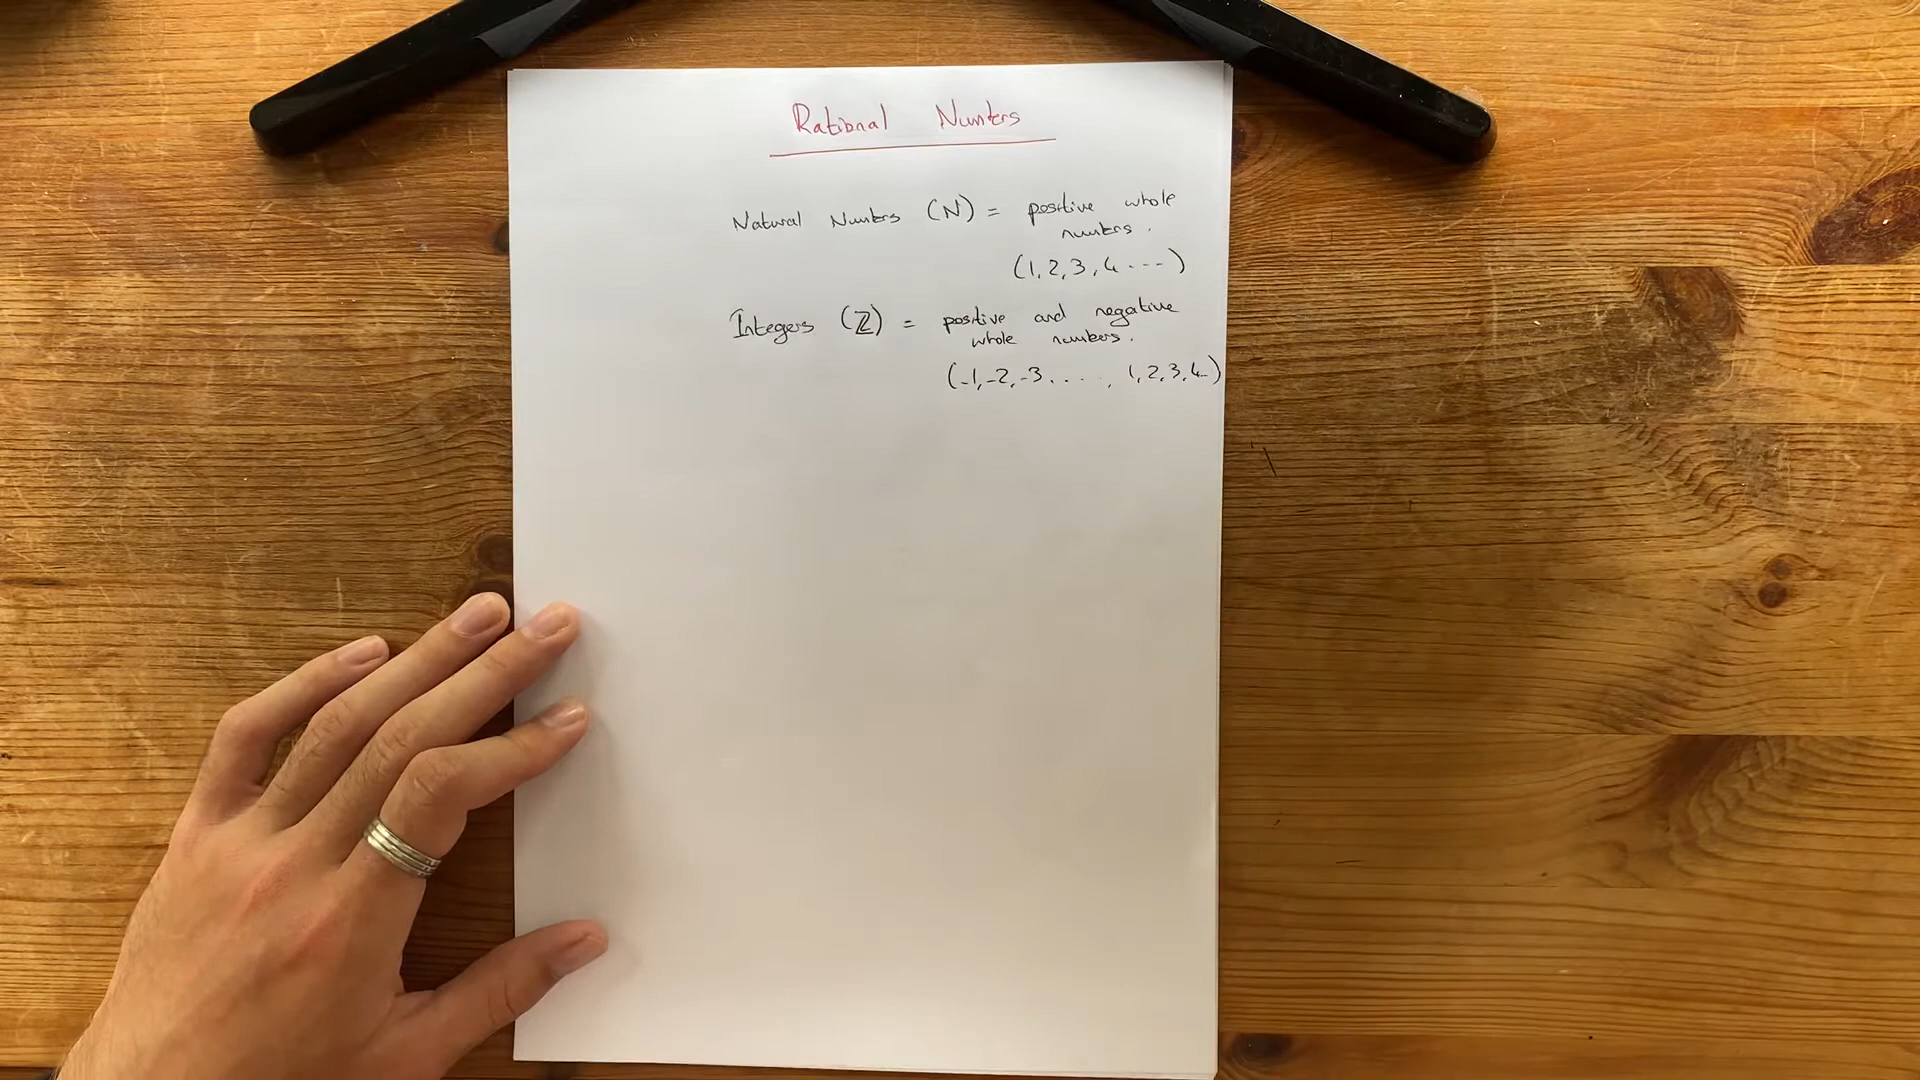 Rational Numbers
Natural Numbers (N) = positive whole
numbers.
(1, 2, 3, 4 ....)
Integers (ℤ) = positive and negative
whole numbers.
(-1, -2, -3 . . . . , 1, 2, 3, 4..)